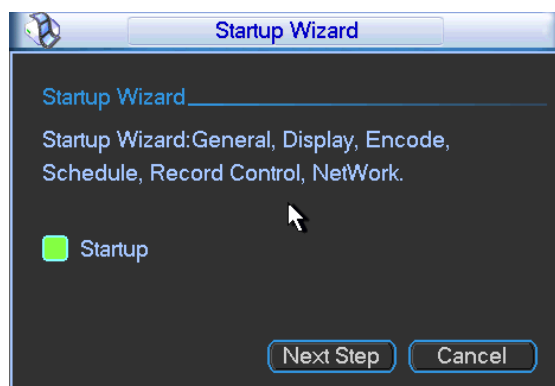 Startup Wizard
Startup Wizard
Startup Wizard:General, Display, Encode,
Schedule, Record Control, NetWork.
Startup
Next Step
Cancel